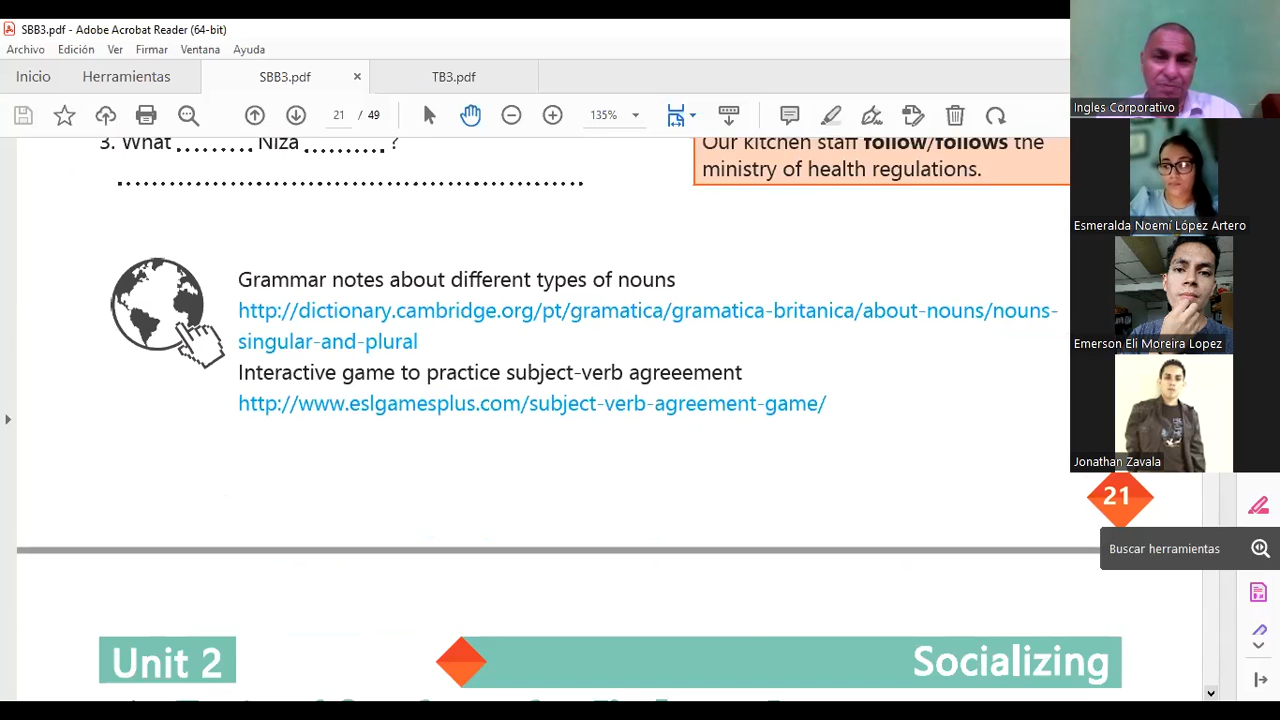 SBB3.pdf - Adobe Acrobat Reader (64-bit)
Archivo Edición Ver Firmar Ventana Ayuda
Inicio Herramientas SBB3.pdf × TB3.pdf
21 / 49 135%
3. What ........ Niza ......... ?
Our kitchen staff follow/follows the
ministry of health regulations.
Grammar notes about different types of nouns
http://dictionary.cambridge.org/pt/gramatica/gramatica-britanica/about-nouns/nouns-
singular-and-plural
Interactive game to practice subject-verb agreeement
http://www.eslgamesplus.com/subject-verb-agreement-game/
21
Buscar herramientas
Unit 2 Socializing
Ingles Corporativo
Esmeralda Noemí López Artero
Emerson Eli Moreira Lopez
Jonathan Zavala